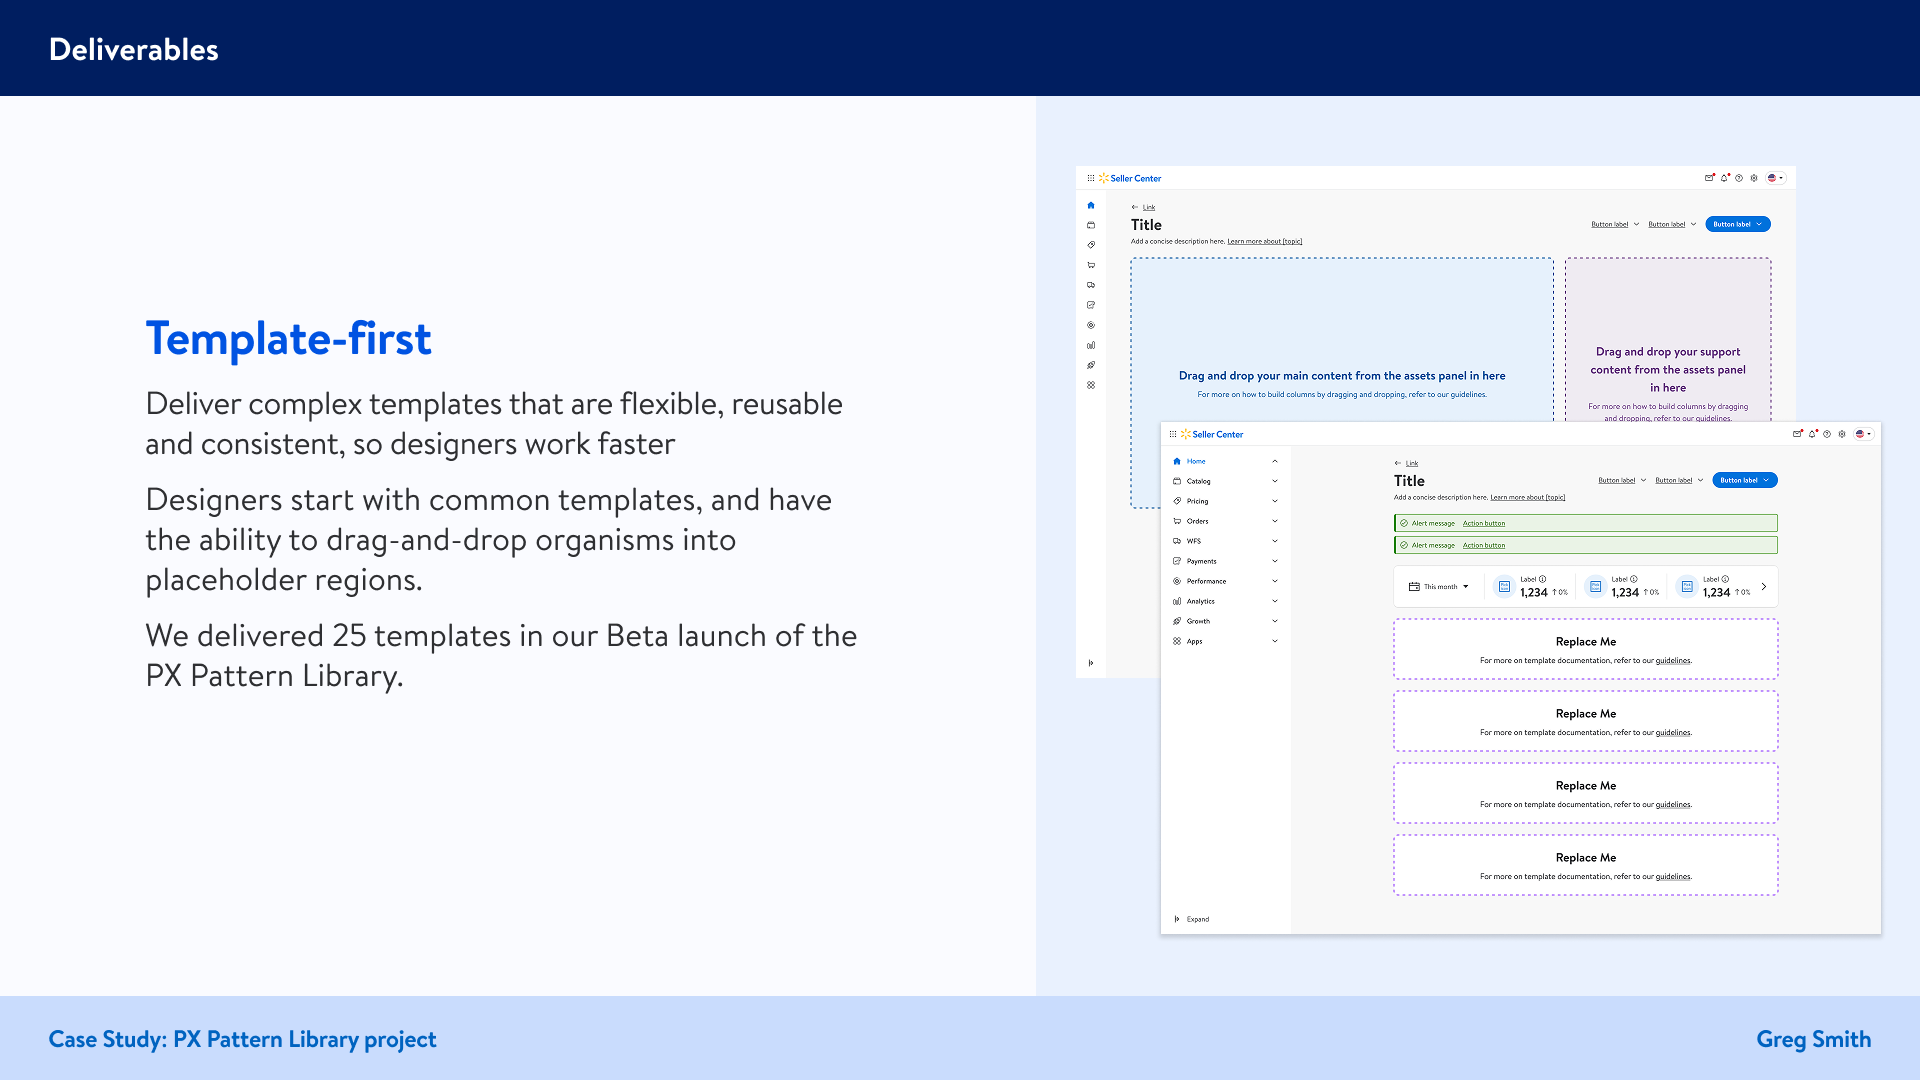 Deliverables
Template-first
Deliver complex templates that are flexible, reusable
and consistent, so designers work faster
Designers start with common templates, and have
the ability to drag-and-drop organisms into
placeholder regions.
We delivered 25 templates in our Beta launch of the
PX Pattern Library.
Seller Center
Link
Title
Add a concise description here. Learn more about [topic]
Button label
Button label
Button label
Drag and drop your main content from the assets panel in here
For more on how to build columns by dragging and dropping, refer to our guidelines.
Drag and drop your support
content from the assets panel
in here
For more on how to build columns by dragging
and dropping, refer to our guidelines.
Seller Center
Home
Catalog
Pricing
Orders
WFS
Payments
Performance
Analytics
Growth
Apps
Expand
Link
Title
Add a concise description here. Learn more about [topic]
Button label
Button label
Button label
Alert message Action button
Alert message Action button
This month
Label
1,234 ↑ 0%
Label
1,234 ↑ 0%
Label
1,234 ↑ 0%
Replace Me
For more on template documentation, refer to our guidelines.
Replace Me
For more on template documentation, refer to our guidelines.
Replace Me
For more on template documentation, refer to our guidelines.
Replace Me
For more on template documentation, refer to our guidelines.
Case Study: PX Pattern Library project
Greg Smith